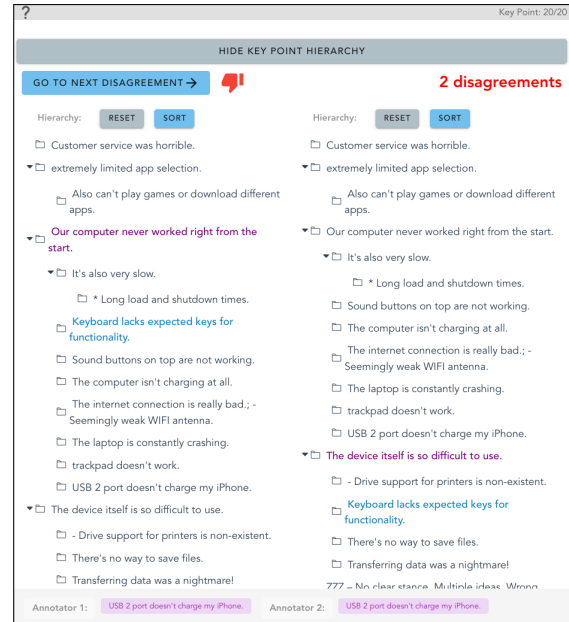 ?
Key Point: 20/20
HIDE KEY POINT HIERARCHY
GO TO NEXT DISAGREEMENT →
2 disagreements
Hierarchy: RESET SORT
Customer service was horrible.
extremely limited app selection.
Also can't play games or download different
apps.
Our computer never worked right from the
start.
It's also very slow.
* Long load and shutdown times.
Keyboard lacks expected keys for
functionality.
Sound buttons on top are not working.
The computer isn't charging at all.
The internet connection is really bad.; -
Seemingly weak WIFI antenna.
The laptop is constantly crashing.
trackpad doesn't work.
USB 2 port doesn't charge my iPhone.
The device itself is so difficult to use.
- Drive support for printers is non-existent.
There's no way to save files.
Transferring data was a nightmare!
Hierarchy: RESET SORT
Customer service was horrible.
extremely limited app selection.
Also can't play games or download different
apps.
Our computer never worked right from the start.
It's also very slow.
* Long load and shutdown times.
Sound buttons on top are not working.
The computer isn't charging at all.
The internet connection is really bad.; -
Seemingly weak WIFI antenna.
The laptop is constantly crashing.
trackpad doesn't work.
USB 2 port doesn't charge my iPhone.
The device itself is so difficult to use.
- Drive support for printers is non-existent.
Keyboard lacks expected keys for
functionality.
There's no way to save files.
Transferring data was a nightmare!
ZZZ – No clear stance, Multiple ideas, Wrong
Annotator 1: USB 2 port doesn't charge my iPhone.
Annotator 2: USB 2 port doesn't charge my iPhone.